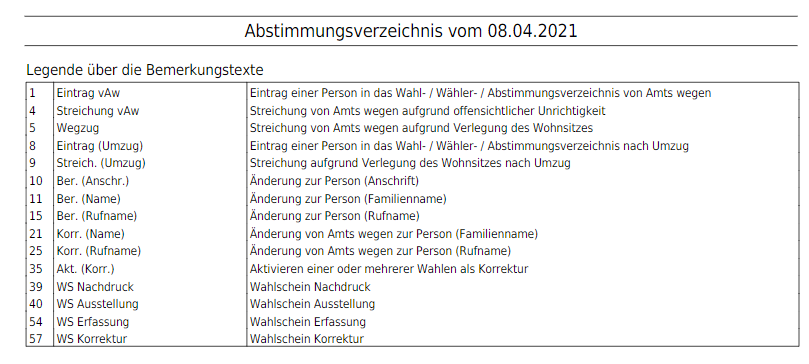 Abstimmungsverzeichnis vom 08.04.2021
Legende über die Bemerkungstexte
1 Eintrag vAw Eintrag einer Person in das Wahl- / Wähler- / Abstimmungsverzeichnis von Amts wegen
4 Streichung vAw Streichung von Amts wegen aufgrund offensichtlicher Unrichtigkeit
5 Wegzug Streichung von Amts wegen aufgrund Verlegung des Wohnsitzes
8 Eintrag (Umzug) Eintrag einer Person in das Wahl- / Wähler- / Abstimmungsverzeichnis nach Umzug
9 Streich. (Umzug) Streichung aufgrund Verlegung des Wohnsitzes nach Umzug
10 Ber. (Anschr.) Änderung zur Person (Anschrift)
11 Ber. (Name) Änderung zur Person (Familienname)
15 Ber. (Rufname) Änderung zur Person (Rufname)
21 Korr. (Name) Änderung von Amts wegen zur Person (Familienname)
25 Korr. (Rufname) Änderung von Amts wegen zur Person (Rufname)
35 Akt. (Korr.) Aktivieren einer oder mehrerer Wahlen als Korrektur
39 WS Nachdruck Wahlschein Nachdruck
40 WS Ausstellung Wahlschein Ausstellung
54 WS Erfassung Wahlschein Erfassung
57 WS Korrektur Wahlschein Korrektur